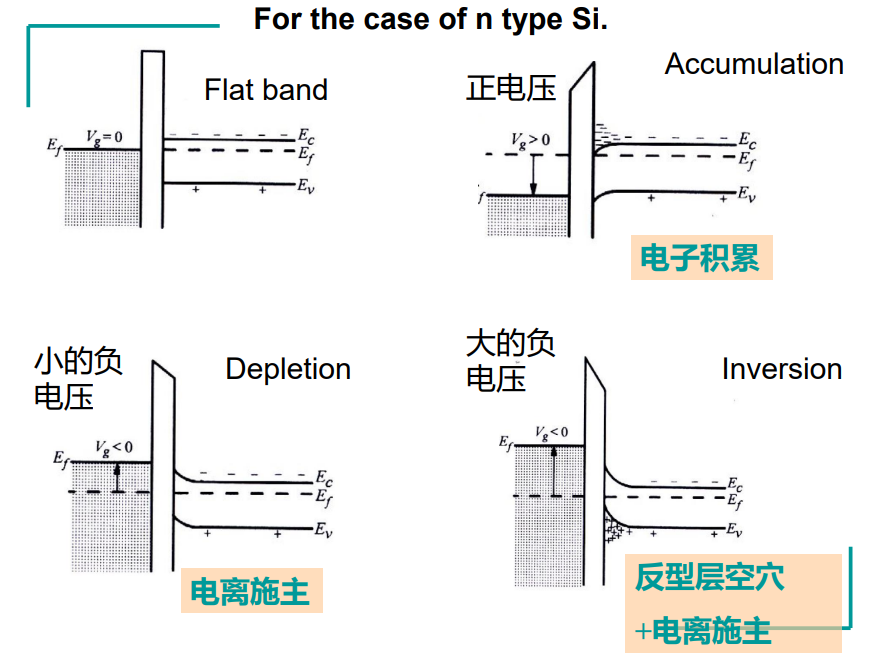 For the case of n type Si.
Flat band
V_g=0
E_f
E_c
E_f
E_v
正电压
Accumulation
V_g>0
f
E_c
E_f
E_v
电子积累
小的负
电压
Depletion
V_g<0
E_f
E_c
E_f
E_v
电离施主
大的负
电压
Inversion
V_g<0
E_f
E_c
E_f
E_v
反型层空穴
+电离施主